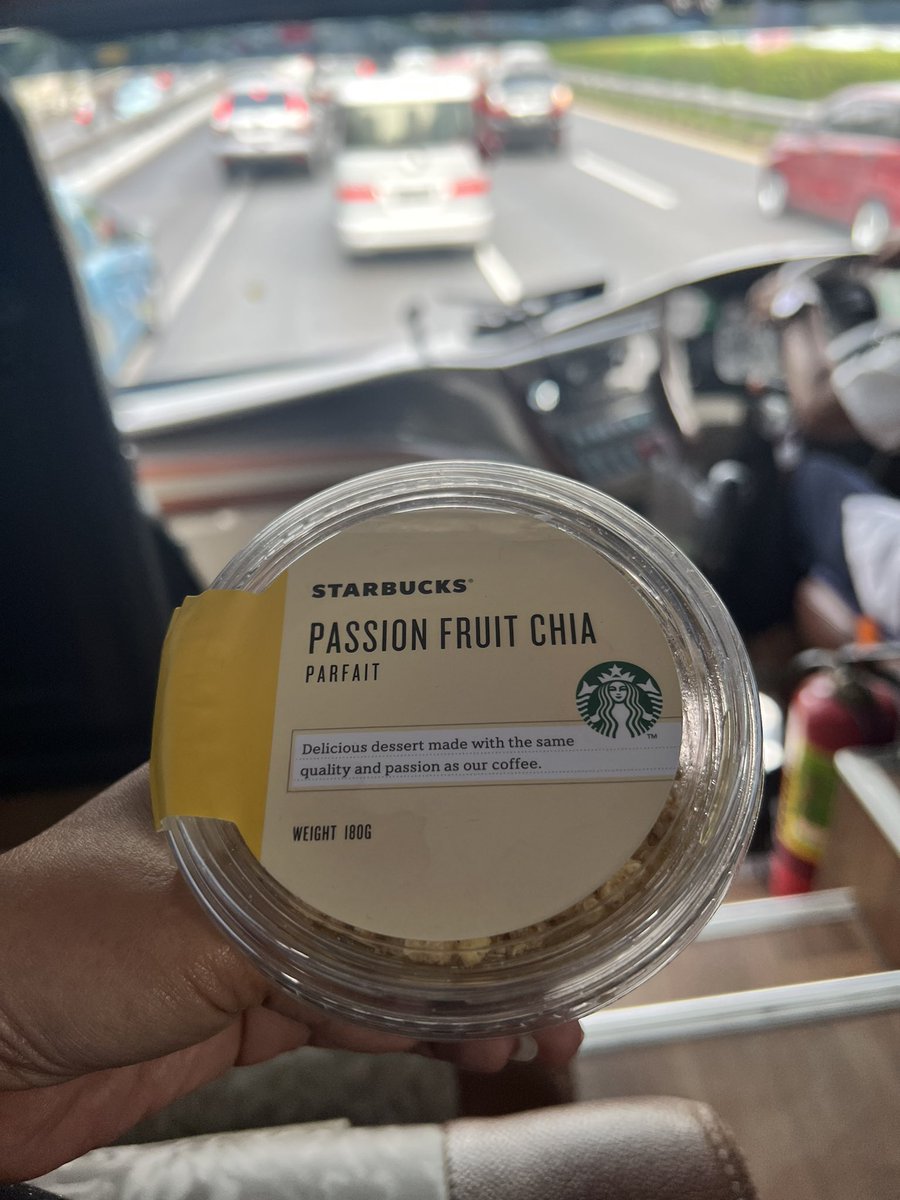 STARBUCKS®
PASSION FRUIT CHIA
PARFAIT
Delicious dessert made with the same
quality and passion as our coffee.
TM
WEIGHT 180G